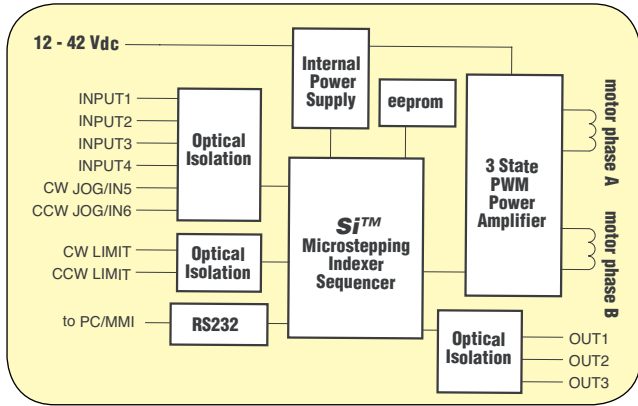 12 - 42 Vdc
Internal
Power
Supply
eeprom
INPUT1
INPUT2
INPUT3
INPUT4
CW JOG/IN5
CCW JOG/IN6
Optical
Isolation
CW LIMIT
CCW LIMIT
Optical
Isolation
to PC/MMI
RS232
Si™
Microstepping
Indexer
Sequencer
3 State
PWM
Power
Amplifier
motor phase A
motor phase B
Optical
Isolation
OUT1
OUT2
OUT3